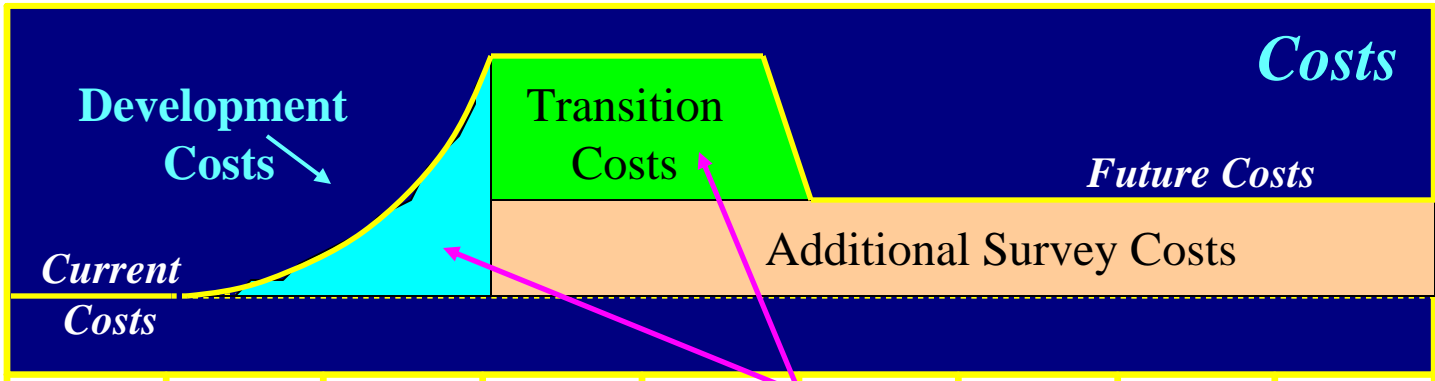 Costs
Development
Costs
Transition
Costs
Future Costs
Additional Survey Costs
Current
Costs